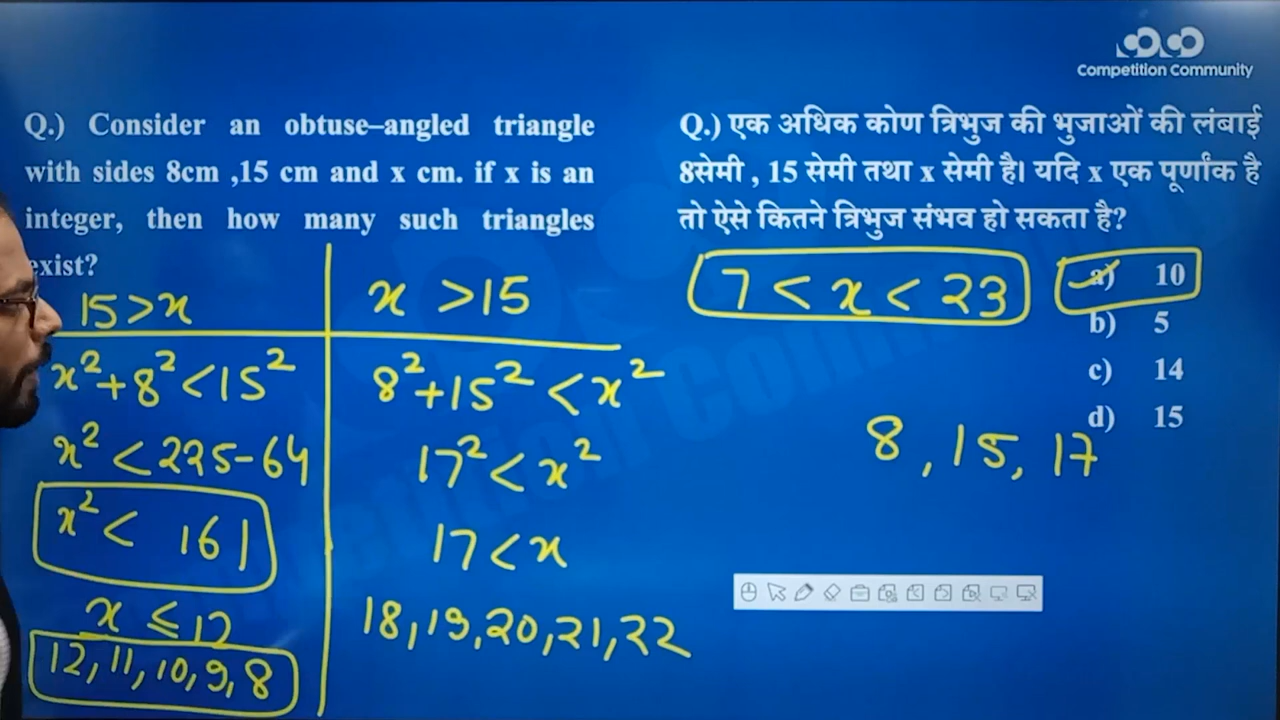 Competition Community
Q.) Consider an obtuse–angled triangle
with sides 8cm ,15 cm and x cm. if x is an
integer, then how many such triangles
exist?
Q.) एक अधिक कोण त्रिभुज की भुजाओं की लंबाई
8सेमी , 15 सेमी तथा x सेमी है। यदि x एक पूर्णांक है
तो ऐसे कितने त्रिभुज संभव हो सकता है?
7 < x < 23
a) 10
b) 5
c) 14
d) 15
8, 15, 17
15 > x
x² + 8² < 15²
x² < 225 - 64
x² < 161
x ≤ 12
12, 11, 10, 9, 8
x > 15
8² + 15² < x²
17² < x²
17 < x
18, 19, 20, 21, 22